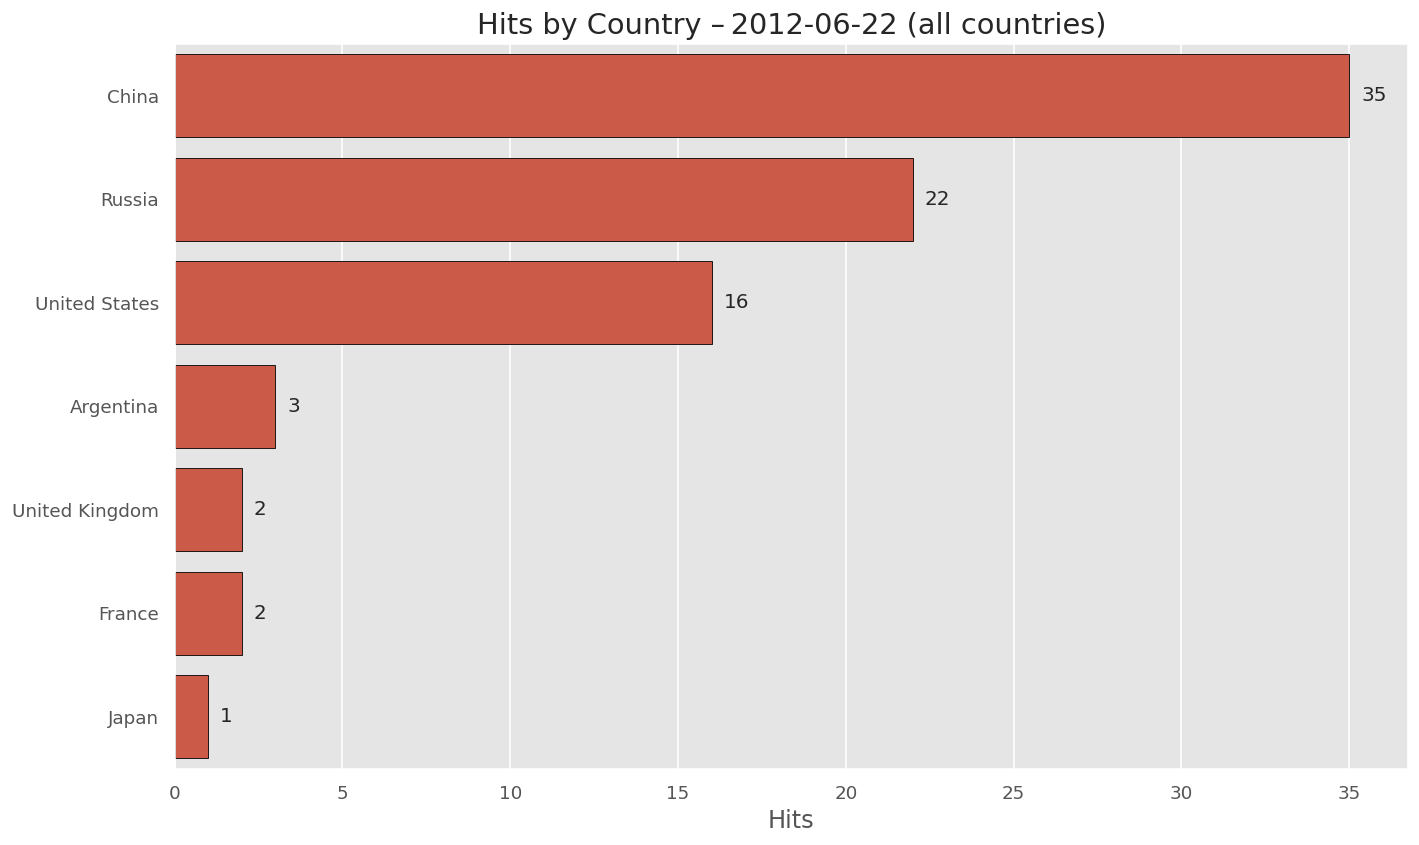 Hits by Country – 2012-06-22 (all countries)
China
35
Russia
22
United States
16
Argentina
3
United Kingdom
2
France
2
Japan
1
0 5 10 15 20 25 30 35
Hits